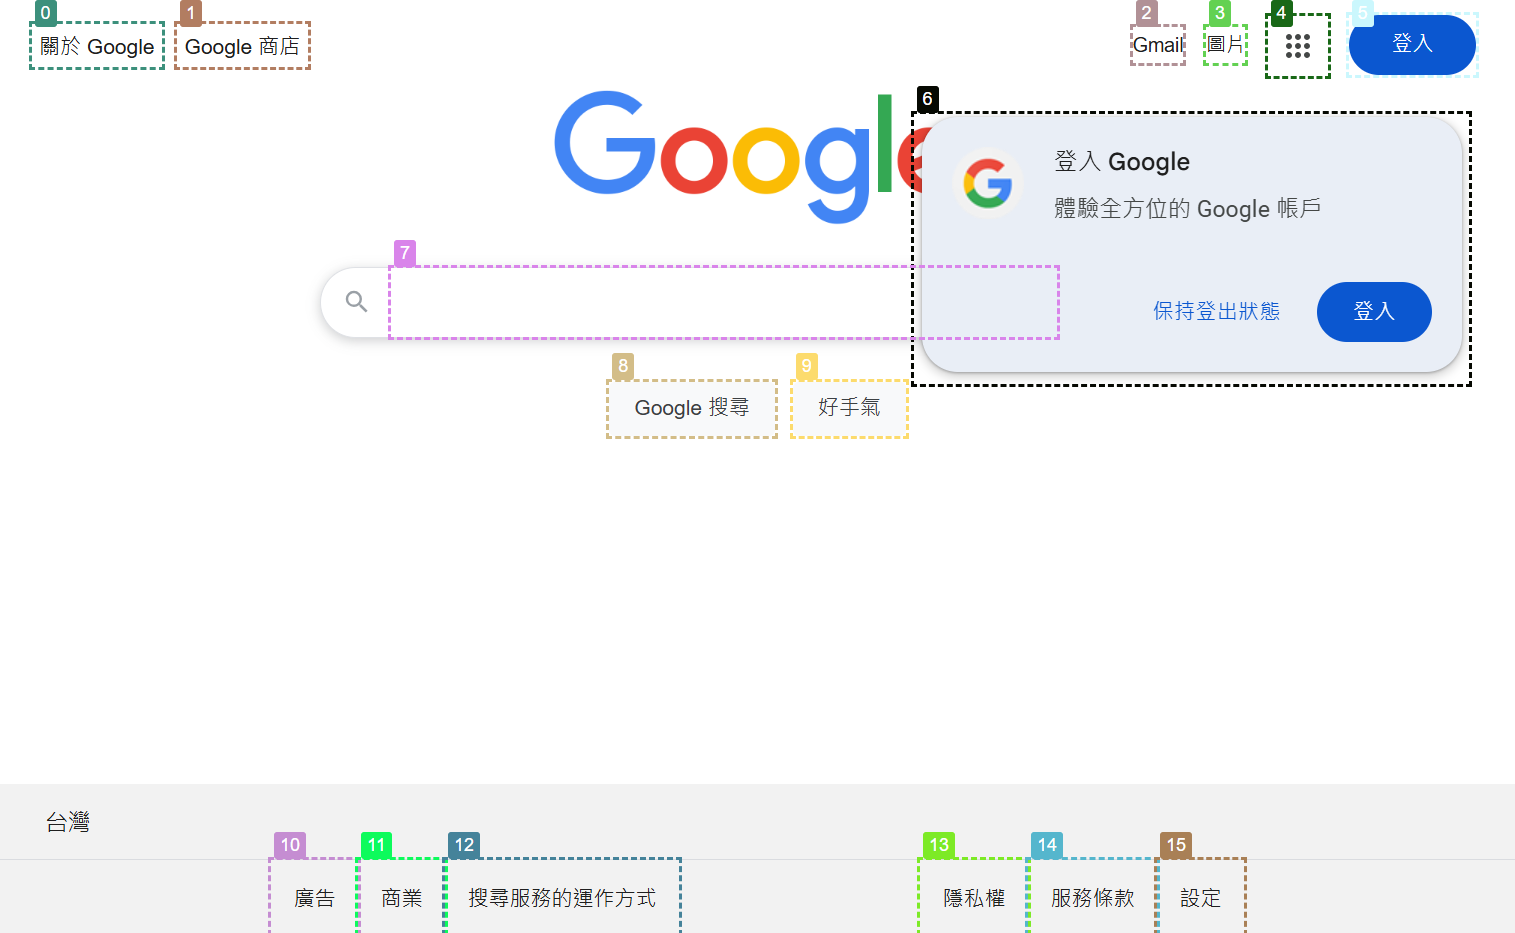 0
1
2
3
4
5
關於 Google
Google 商店
Gmail
圖片
登入
6
Google
登入 Google
體驗全方位的 Google 帳戶
7
保持登出狀態
登入
8
9
Google 搜尋
好手氣
台灣
10
11
12
13
14
15
廣告
商業
搜尋服務的運作方式
隱私權
服務條款
設定